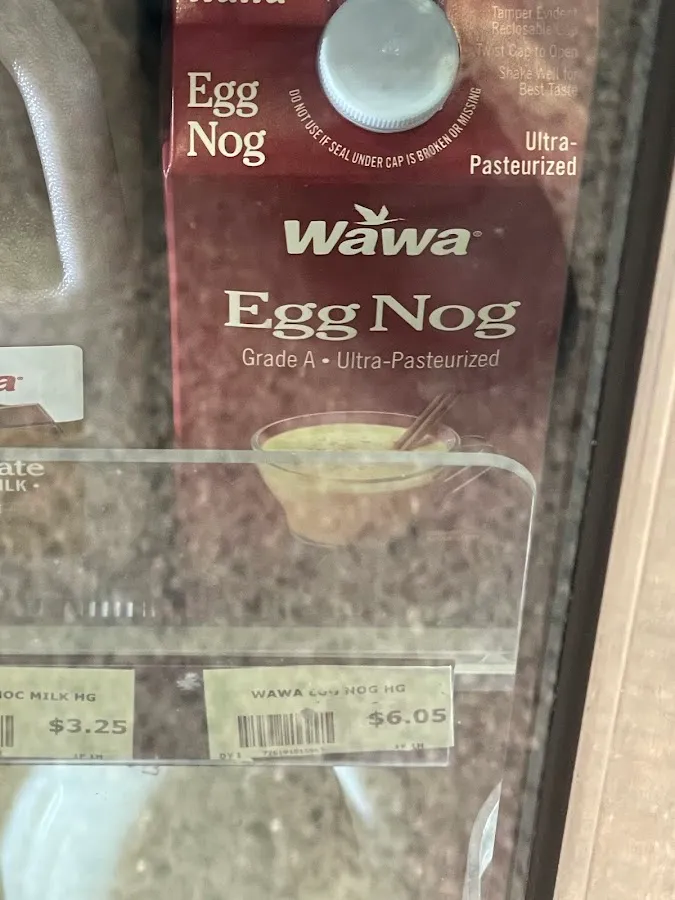 Wawa
Tamper Evident
Reclosable Cap
Twist Cap to Open
Shake Well for
Best Taste
Egg
Nog
DO NOT USE IF SEAL UNDER CAP IS BROKEN OR MISSING
Ultra-
Pasteurized
Wawa
Egg Nog
Grade A • Ultra-Pasteurized
a
ate
ILK •
OC MILK HG
$3.25
WAWA EGG NOG HG
$6.05